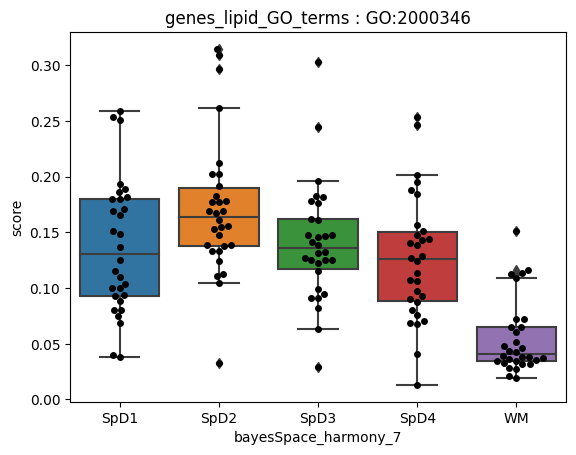 genes_lipid_GO_terms : GO:2000346
score
0.30
0.25
0.20
0.15
0.10
0.05
0.00
SpD1 SpD2 SpD3 SpD4 WM
bayesSpace_harmony_7